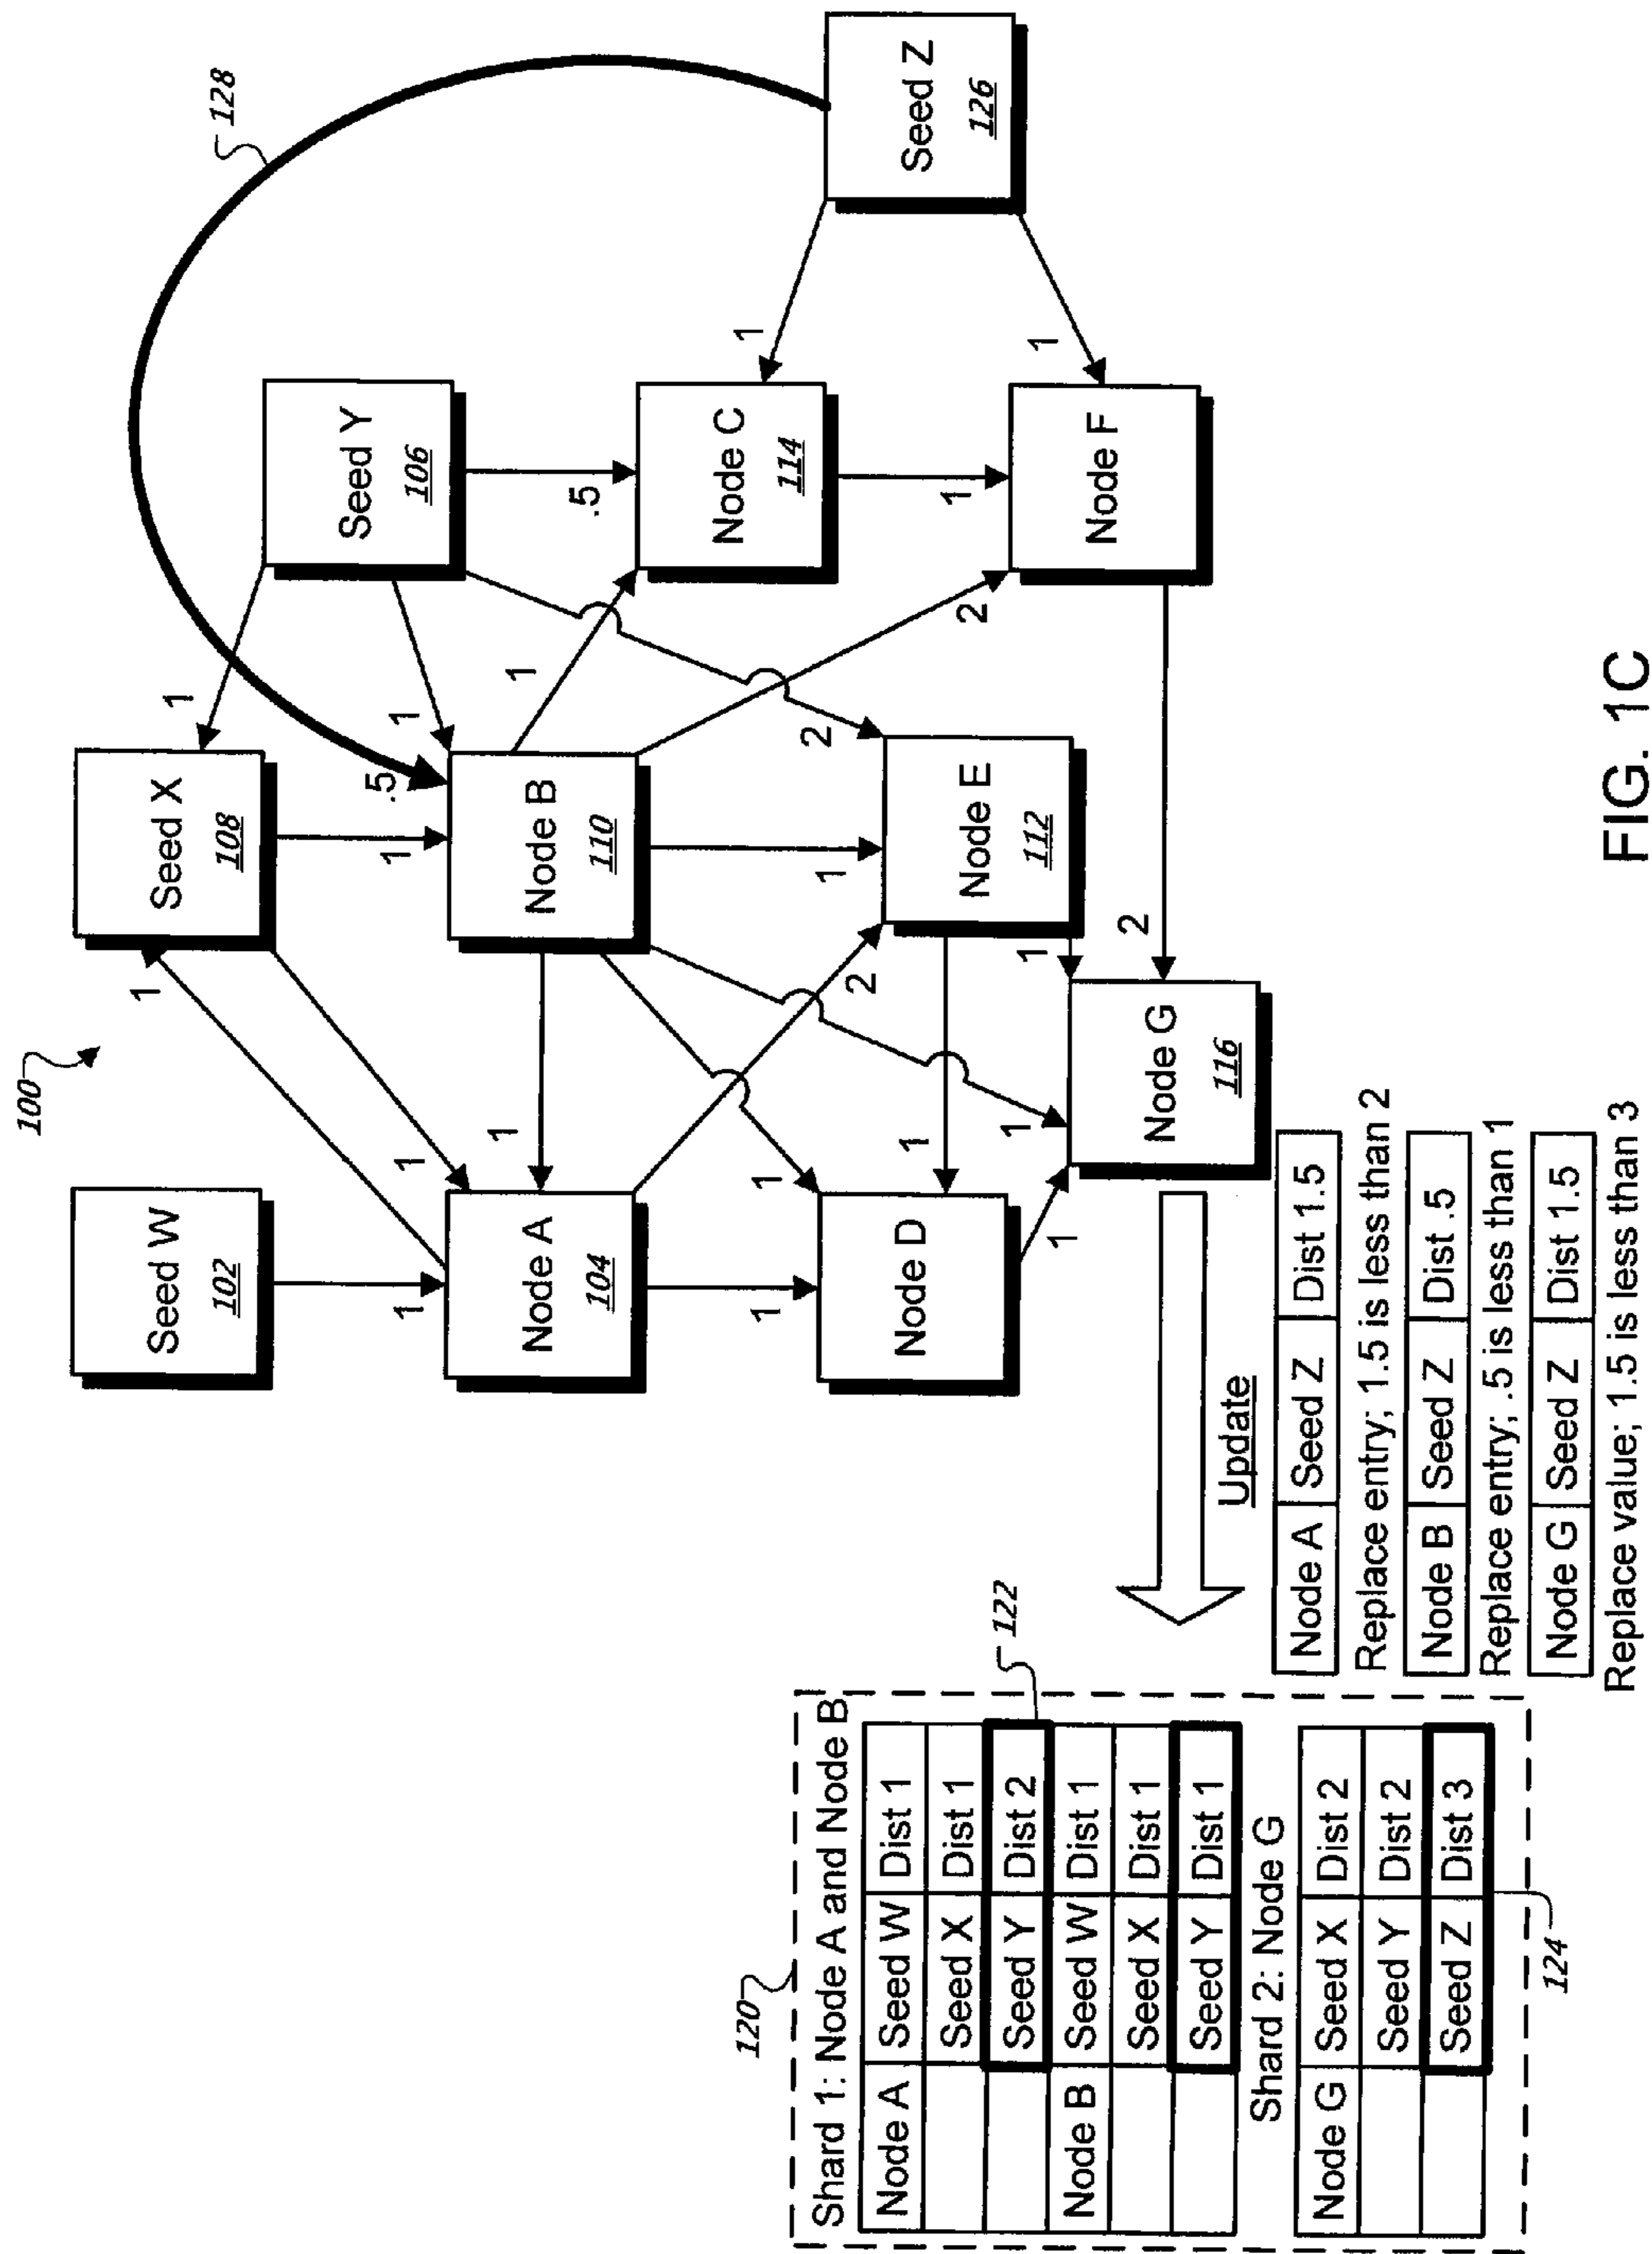 100
128
Seed W
102
Seed X
108
Seed Y
106
Seed Z
126
Node A
104
Node B
110
Node C
114
Node D
Node E
112
Node F
Node G
116
1
1
1
1
1
1
.5
.5
1
1
1
1
1
2
2
2
1
1
1
1
1
1
1
1
2
120
Shard 1: Node A and Node B
Node A Seed W Dist 1
Seed X Dist 1
Seed Y Dist 2
Node B Seed W Dist 1
Seed X Dist 1
Seed Y Dist 1
122
Shard 2: Node G
Node G Seed X Dist 2
Seed Y Dist 2
Seed Z Dist 3
124
Update
Node A Seed Z Dist 1.5
Replace entry; 1.5 is less than 2
Node B Seed Z Dist .5
Replace entry; .5 is less than 1
Node G Seed Z Dist 1.5
Replace value; 1.5 is less than 3
FIG. 1C